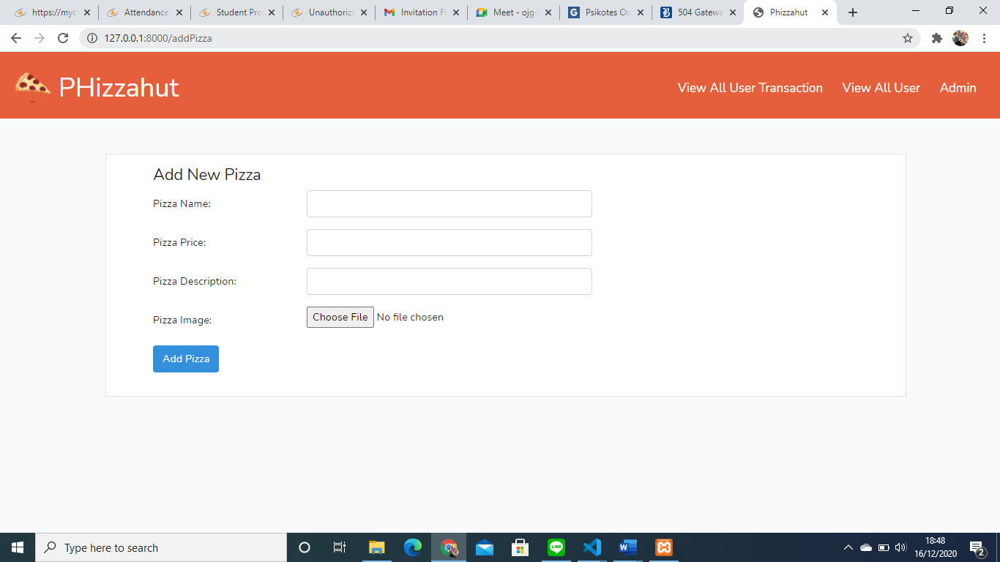 https://myc
Attendance
Student Pro
Unauthorize
Invitation Fr
Meet - ojg-
Psikotes On
504 Gatewa
Phizzahut
127.0.0.1:8000/addPizza
PHizzahut
View All User Transaction
View All User
Admin
Add New Pizza
Pizza Name:
Pizza Price:
Pizza Description:
Pizza Image:
Choose File No file chosen
Add Pizza
Type here to search
LINE
18:48
16/12/2020
2